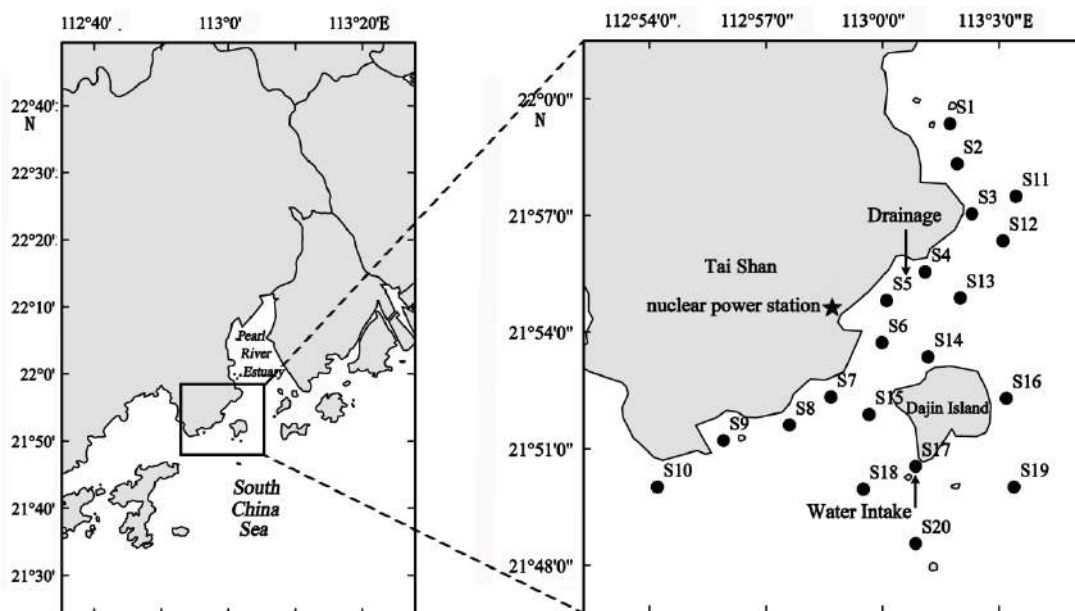 112°40'
113°0'
113°20'E
22°40'
N
22°30'
22°20'
22°10'
22°0'
21°50'
21°40'
21°30'
Pearl
River
Estuary
South
China
Sea
112°54'0"
112°57'0"
113°0'0"
113°3'0"E
22°0'0"
N
21°57'0"
21°54'0"
21°51'0"
21°48'0"
S1
S2
S11
S3
Drainage
S12
S4
Tai Shan
S5
S13
nuclear power station
S6
S14
S7
S16
S15
Dajin Island
S8
S9
S17
S10
S18
S19
Water Intake
S20